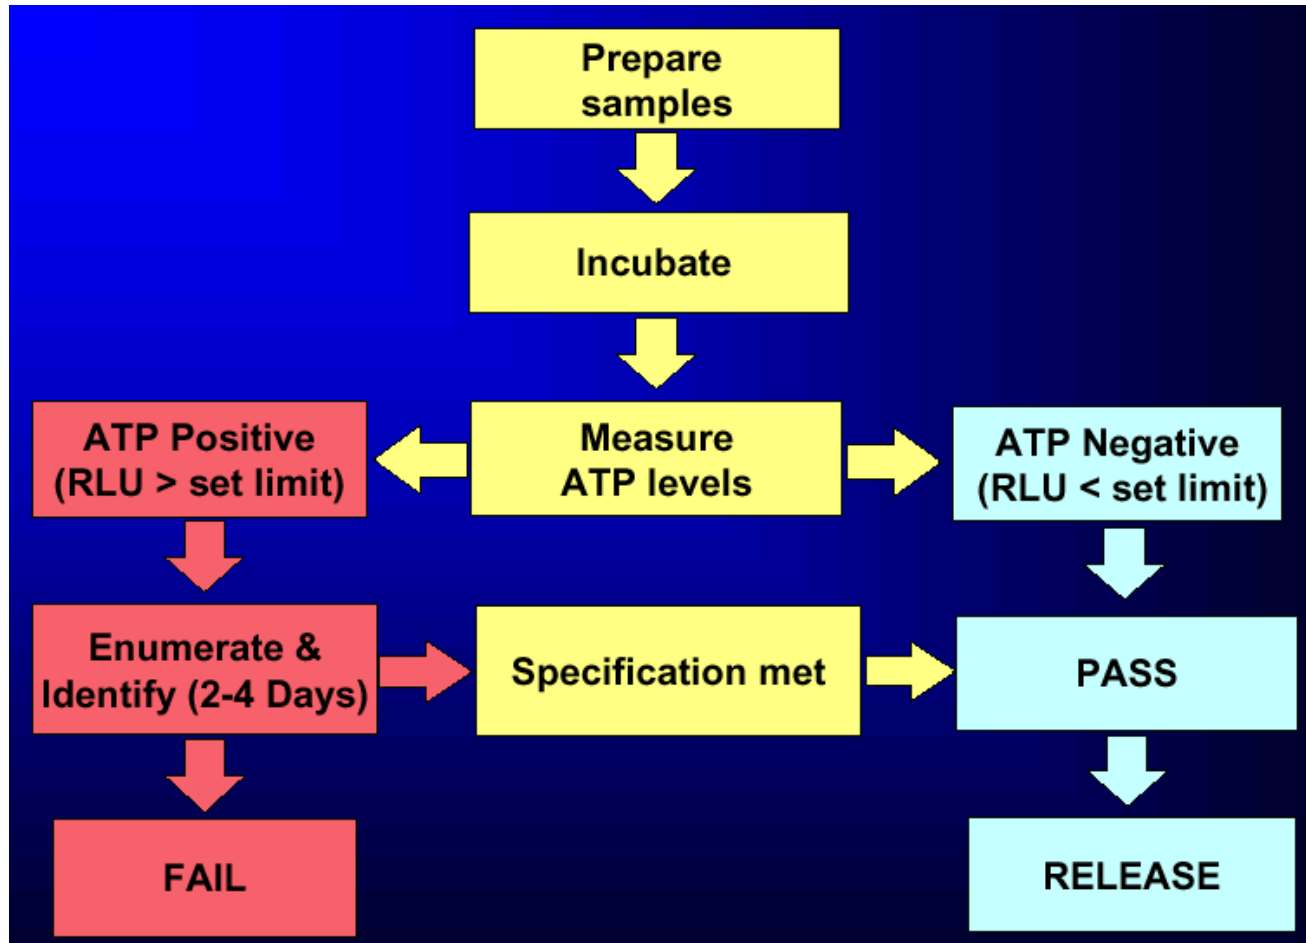 Prepare
samples
Incubate
ATP Positive
(RLU > set limit)
Measure
ATP levels
ATP Negative
(RLU < set limit)
Enumerate &
Identify (2-4 Days)
Specification met
PASS
FAIL
RELEASE